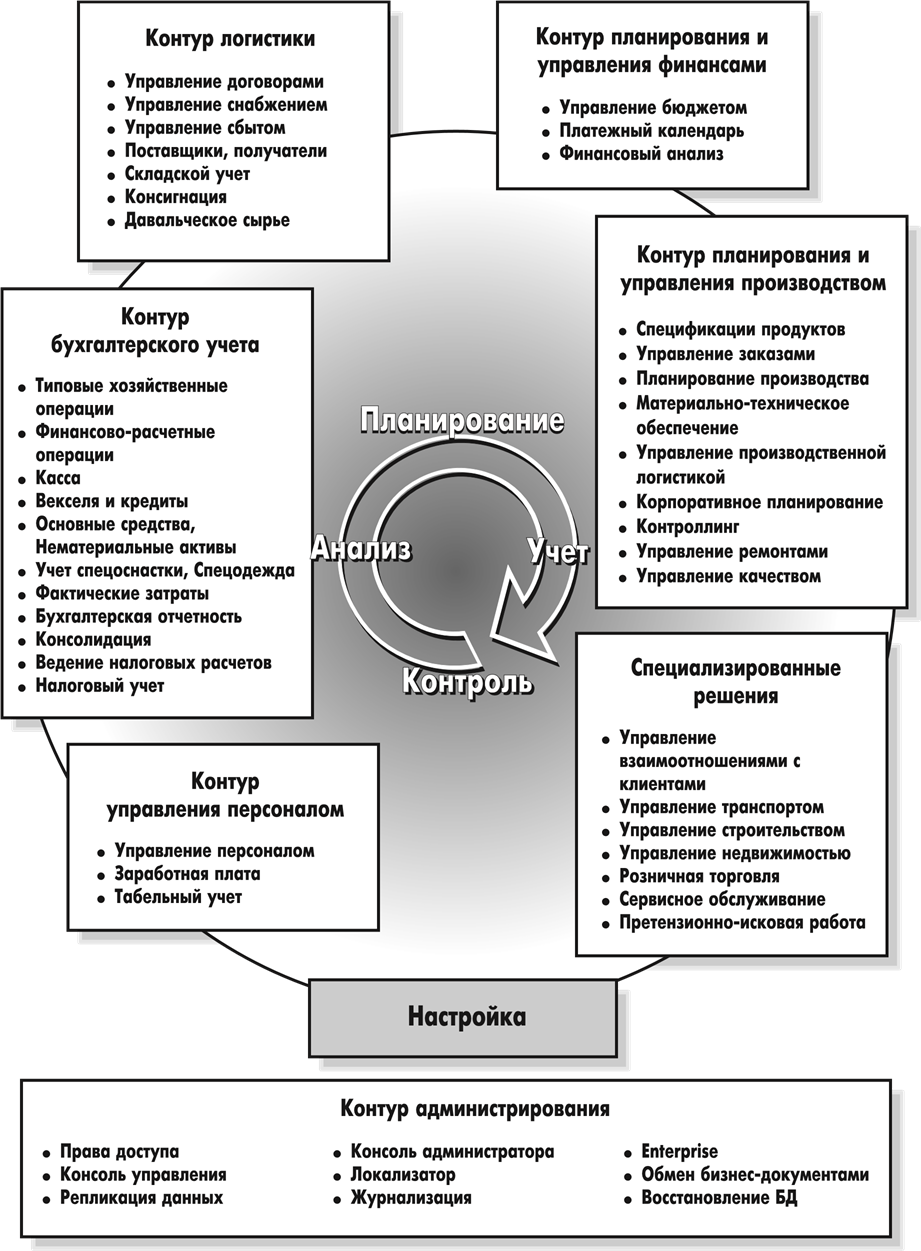 Контур логистики
Управление договорами
Управление снабжением
Управление сбытом
Поставщики, получатели
Складской учет
Консигнация
Давальческое сырье
Контур планирования и
управления финансами
Управление бюджетом
Платежный календарь
Финансовый анализ
Контур планирования и
управления производством
Спецификации продуктов
Управление заказами
Планирование производства
Материально-техническое
обеспечение
Управление производственной
логистикой
Корпоративное планирование
Контроллинг
Управление ремонтами
Управление качеством
Контур
бухгалтерского учета
Типовые хозяйственные
операции
Финансово-расчетные
операции
Касса
Векселя и кредиты
Основные средства,
Нематериальные активы
Учет спецоснастки, Спецодежда
Фактические затраты
Бухгалтерская отчетность
Консолидация
Ведение налоговых расчетов
Налоговый учет
Планирование
Анализ
Учет
Контроль
Специализированные
решения
Управление
взаимоотношениями с
клиентами
Управление транспортом
Управление строительством
Управление недвижимостью
Розничная торговля
Сервисное обслуживание
Претензионно-исковая работа
Контур
управления персоналом
Управление персоналом
Заработная плата
Табельный учет
Настройка
Контур администрирования
Права доступа
Консоль управления
Репликация данных
Консоль администратора
Локализатор
Журнализация
Enterprise
Обмен бизнес-документами
Восстановление БД